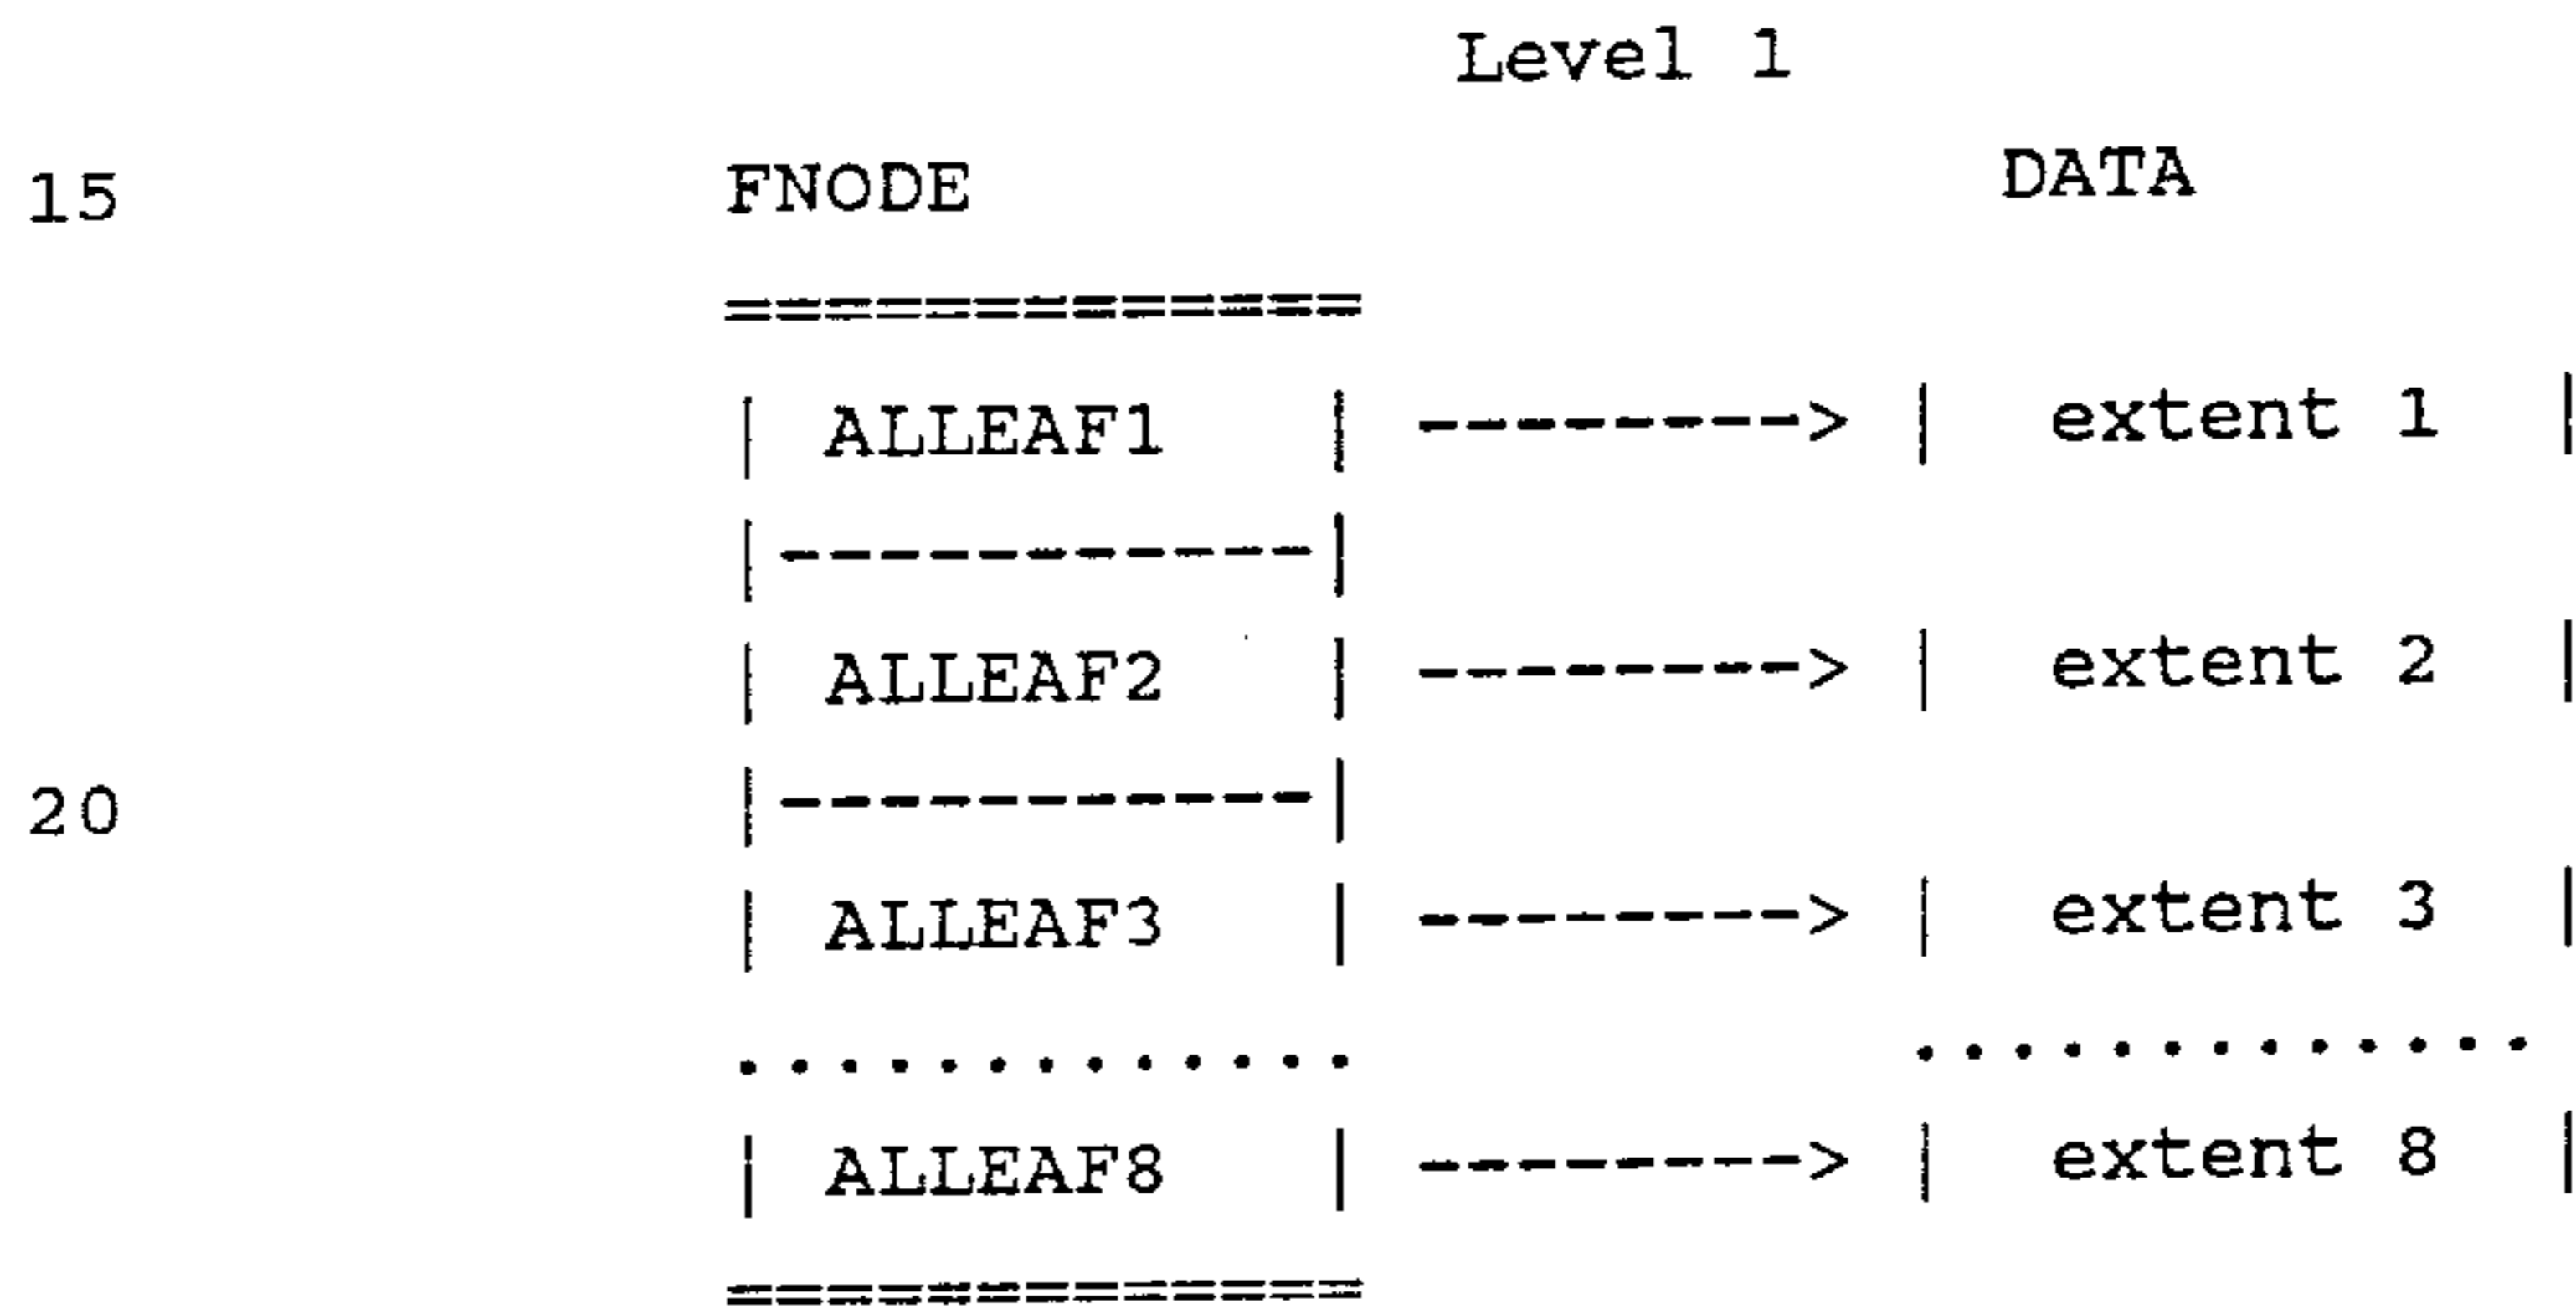 Level 1
15 FNODE DATA
=============
| ALLEAF1 | --------> | extent 1 |
|-----------|
| ALLEAF2 | --------> | extent 2 |
20 |-----------|
| ALLEAF3 | --------> | extent 3 |
............. .............
| ALLEAF8 | --------> | extent 8 |
=============